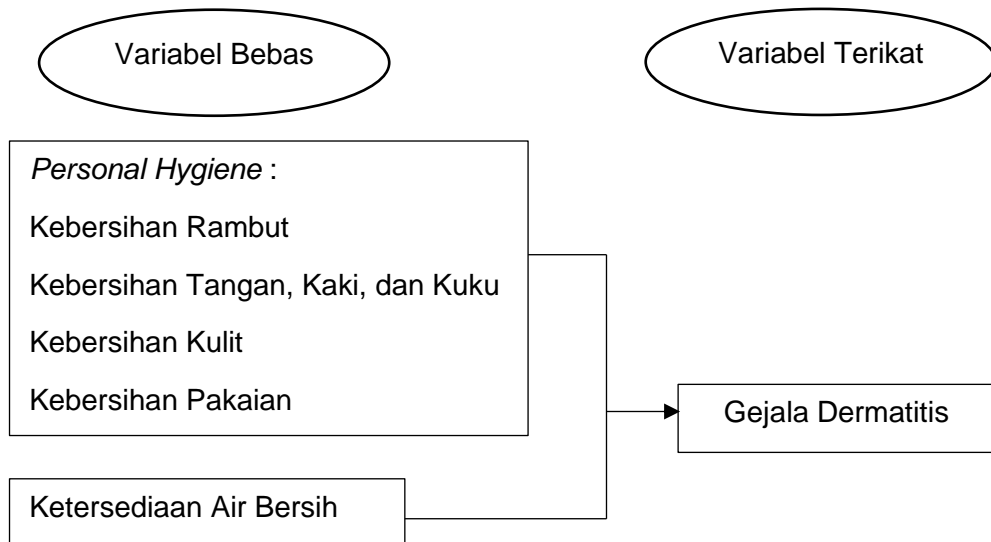 Variabel Bebas
Variabel Terikat
Personal Hygiene :
Kebersihan Rambut
Kebersihan Tangan, Kaki, dan Kuku
Kebersihan Kulit
Kebersihan Pakaian
Gejala Dermatitis
Ketersediaan Air Bersih